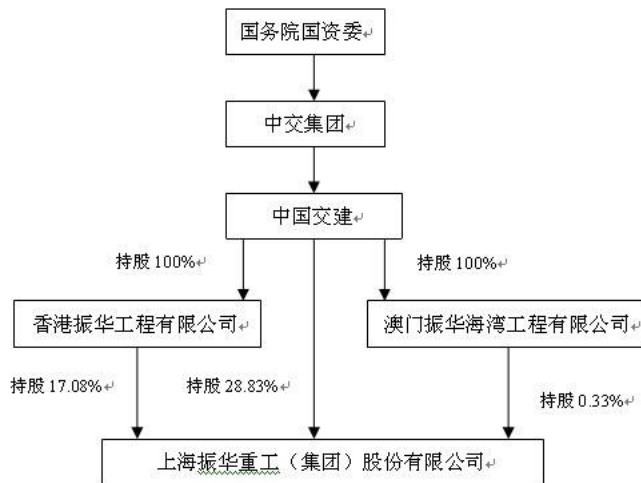 国务院国资委
中交集团
中国交建
持股 100%
持股 100%
香港振华工程有限公司
澳门振华海湾工程有限公司
持股 17.08%
持股 28.83%
持股 0.33%
上海振华重工（集团）股份有限公司